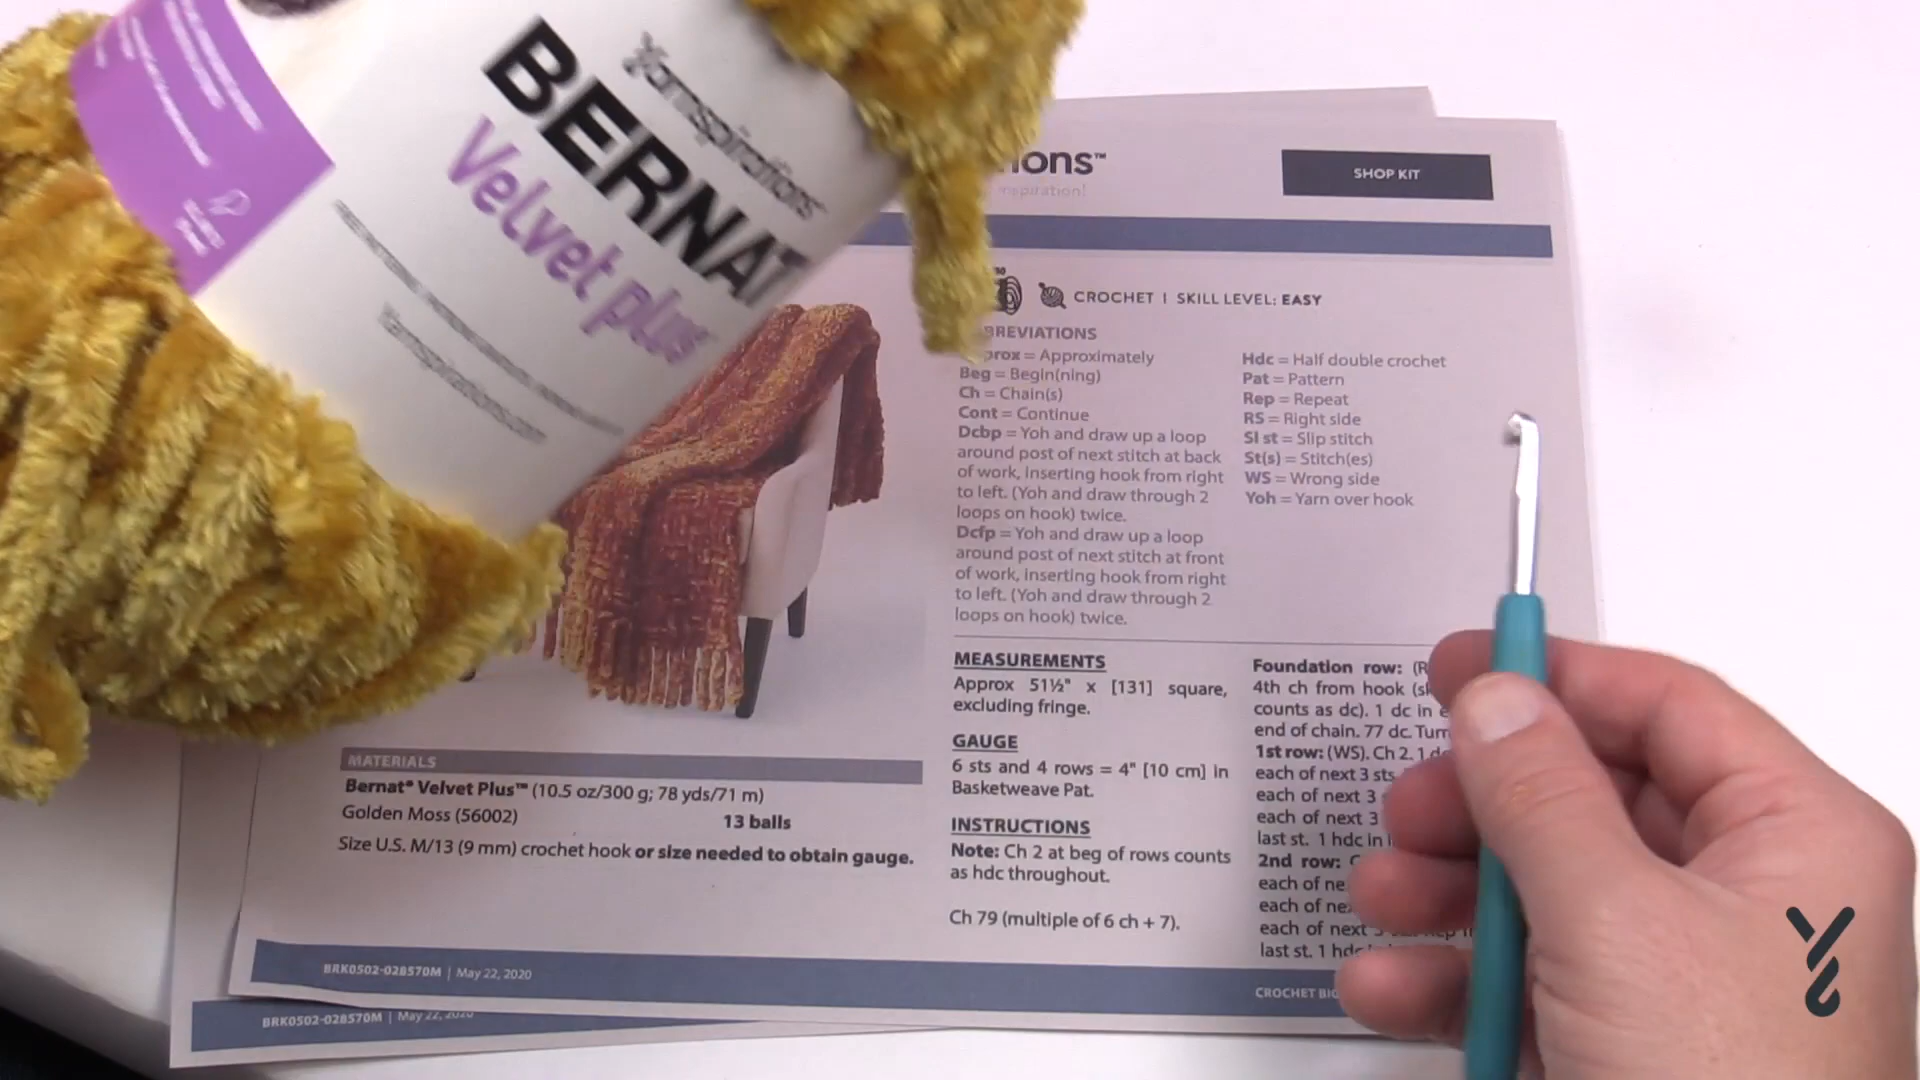 Yarnspirations™
BERNAT
Velvet plus
Yarnspirations.com
ions™
nspiration!
SHOP KIT
CROCHET | SKILL LEVEL: EASY
BREVIATIONS
prox = Approximately
Beg = Begin(ning)
Ch = Chain(s)
Cont = Continue
Dcbp = Yoh and draw up a loop
around post of next stitch at back
of work, inserting hook from right
to left. (Yoh and draw through 2
loops on hook) twice.
Dcfp = Yoh and draw up a loop
around post of next stitch at front
of work, inserting hook from right
to left. (Yoh and draw through 2
loops on hook) twice.
Hdc = Half double crochet
Pat = Pattern
Rep = Repeat
RS = Right side
Sl st = Slip stitch
St(s) = Stitch(es)
WS = Wrong side
Yoh = Yarn over hook
MATERIALS
Bernat® Velvet Plus™ (10.5 oz/300 g; 78 yds/71 m)
Golden Moss (56002) 13 balls
Size U.S. M/13 (9 mm) crochet hook or size needed to obtain gauge.
MEASUREMENTS
Approx 51½" x [131] square,
excluding fringe.
GAUGE
6 sts and 4 rows = 4" [10 cm] in
Basketweave Pat.
INSTRUCTIONS
Note: Ch 2 at beg of rows counts
as hdc throughout.
Ch 79 (multiple of 6 ch + 7).
Foundation row: (R
4th ch from hook (sk
counts as dc). 1 dc in e
end of chain. 77 dc. Turn
1st row: (WS). Ch 2. 1 d
each of next 3 sts
each of next 3
each of next 3
last st. 1 hdc in
2nd row: C
each of ne
each of ne
each of next
last st. 1 hdc
BRK0502-028570M | May 22, 2020
CROCHET BIG
BRK0502-028570M | May 22, 2020